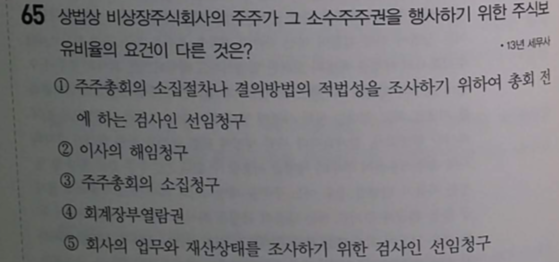 65 상법상 비상장주식회사의 주주가 그 소수주주권을 행사하기 위한 주식보
유비율의 요건이 다른 것은?
• 13년 세무사
① 주주총회의 소집절차나 결의방법의 적법성을 조사하기 위하여 총회 전
에 하는 검사인 선임청구
② 이사의 해임청구
③ 주주총회의 소집청구
④ 회계장부열람권
⑤ 회사의 업무와 재산상태를 조사하기 위한 검사인 선임청구